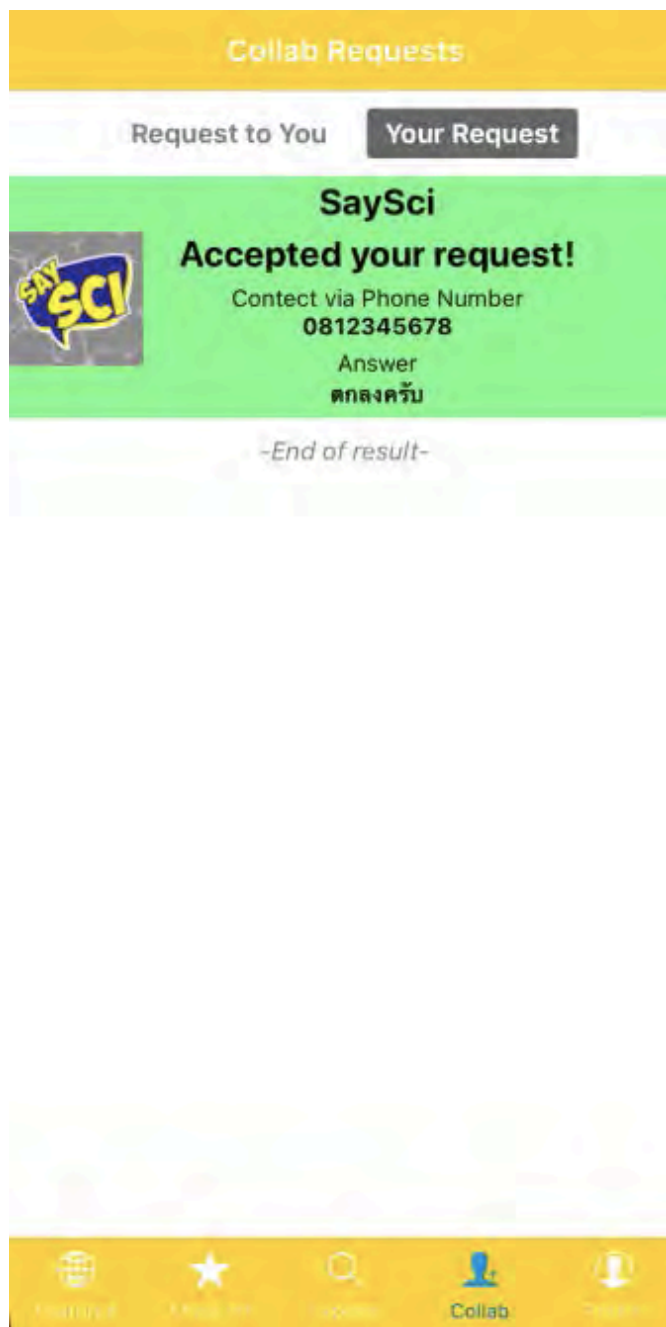 Collab Requests
Request to You
Your Request
SaySci
Accepted your request!
SAY
SCI
Contect via Phone Number
0812345678
Answer
ตกลงครับ
-End of result-
Collab